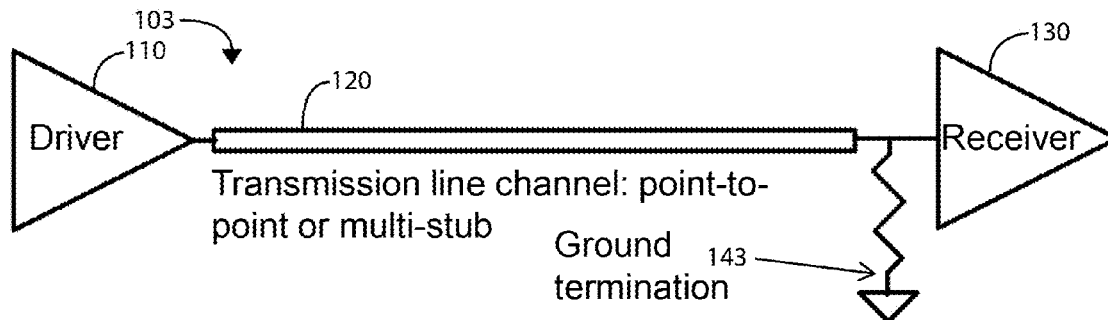 103
110
130
120
Driver
Receiver
Transmission line channel: point-to-
point or multi-stub
Ground
termination
143